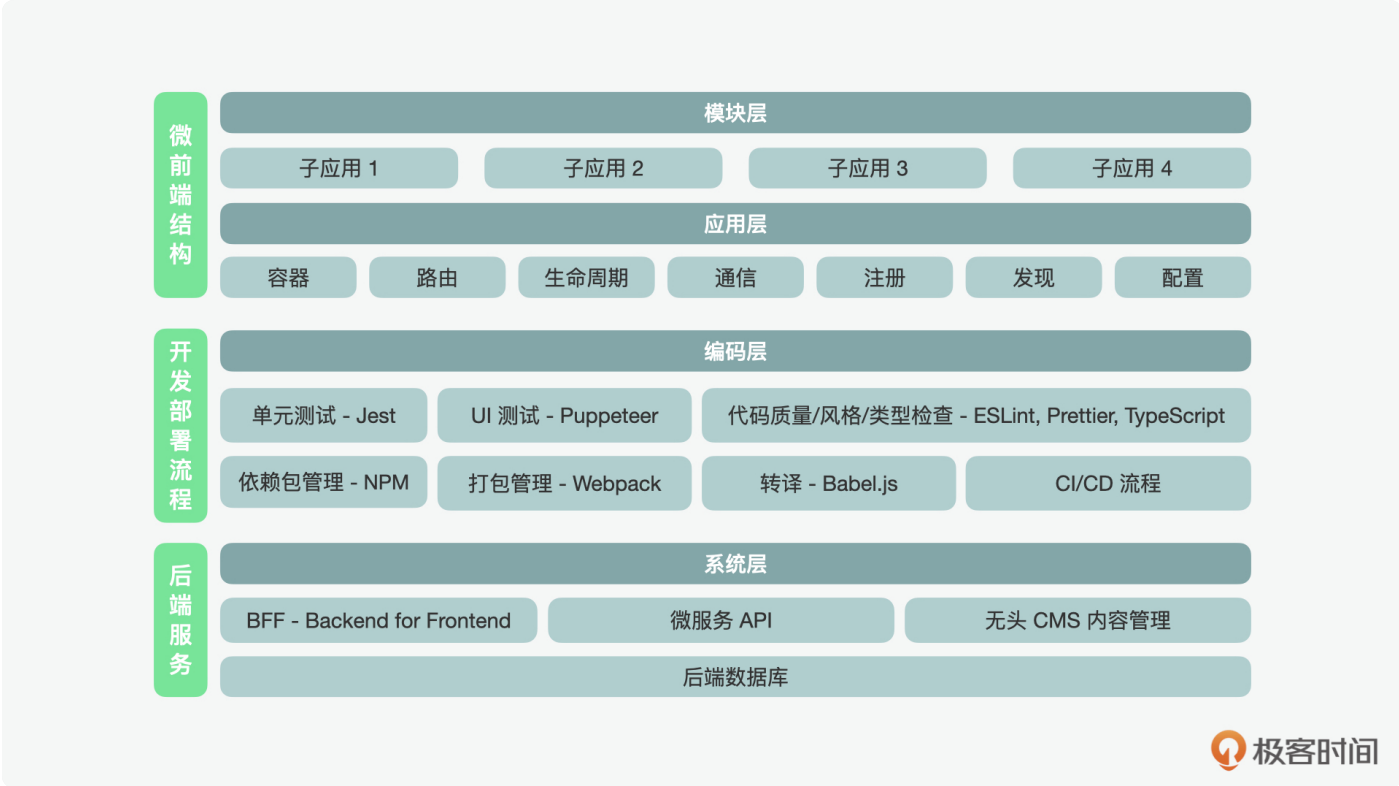 微前端结构
模块层
子应用 1
子应用 2
子应用 3
子应用 4
应用层
容器
路由
生命周期
通信
注册
发现
配置
开发部署流程
编码层
单元测试 - Jest
UI 测试 - Puppeteer
代码质量/风格/类型检查 - ESLint, Prettier, TypeScript
依赖包管理 - NPM
打包管理 - Webpack
转译 - Babel.js
CI/CD 流程
后端服务
系统层
BFF - Backend for Frontend
微服务 API
无头 CMS 内容管理
后端数据库
极客时间